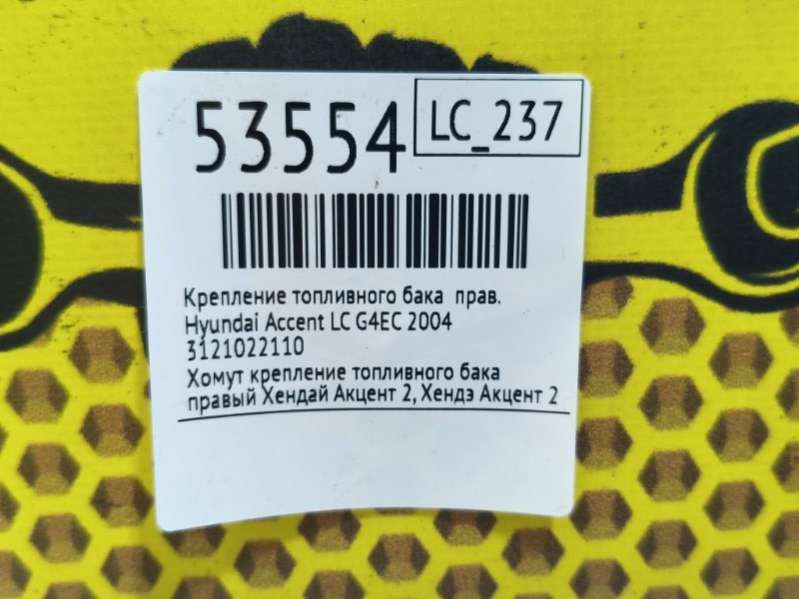 53554
LC_237
Крепление топливного бака прав.
Hyundai Accent LC G4EC 2004
3121022110
Хомут крепление топливного бака
правый Хендай Акцент 2, Хендэ Акцент 2